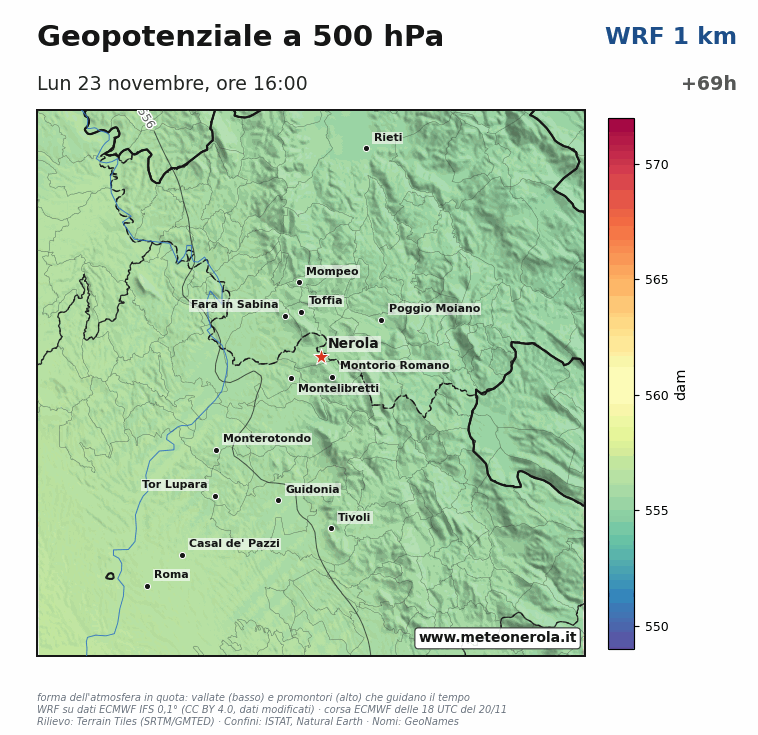 Geopotenziale a 500 hPa
WRF 1 km
Lun 23 novembre, ore 16:00
+69h
556
Rieti
570
565
560
555
550
dam
Mompeo
Toffia
Fara in Sabina
Poggio Moiano
Nerola
Montorio Romano
Montelibretti
Monterotondo
Tor Lupara
Guidonia
Tivoli
Casal de' Pazzi
Roma
www.meteonerola.it
forma dell'atmosfera in quota: vallate (basso) e promontori (alto) che guidano il tempo
WRF su dati ECMWF IFS 0,1° (CC BY 4.0, dati modificati) · corsa ECMWF delle 18 UTC del 20/11
Rilievo: Terrain Tiles (SRTM/GMTED) · Confini: ISTAT, Natural Earth · Nomi: GeoNames